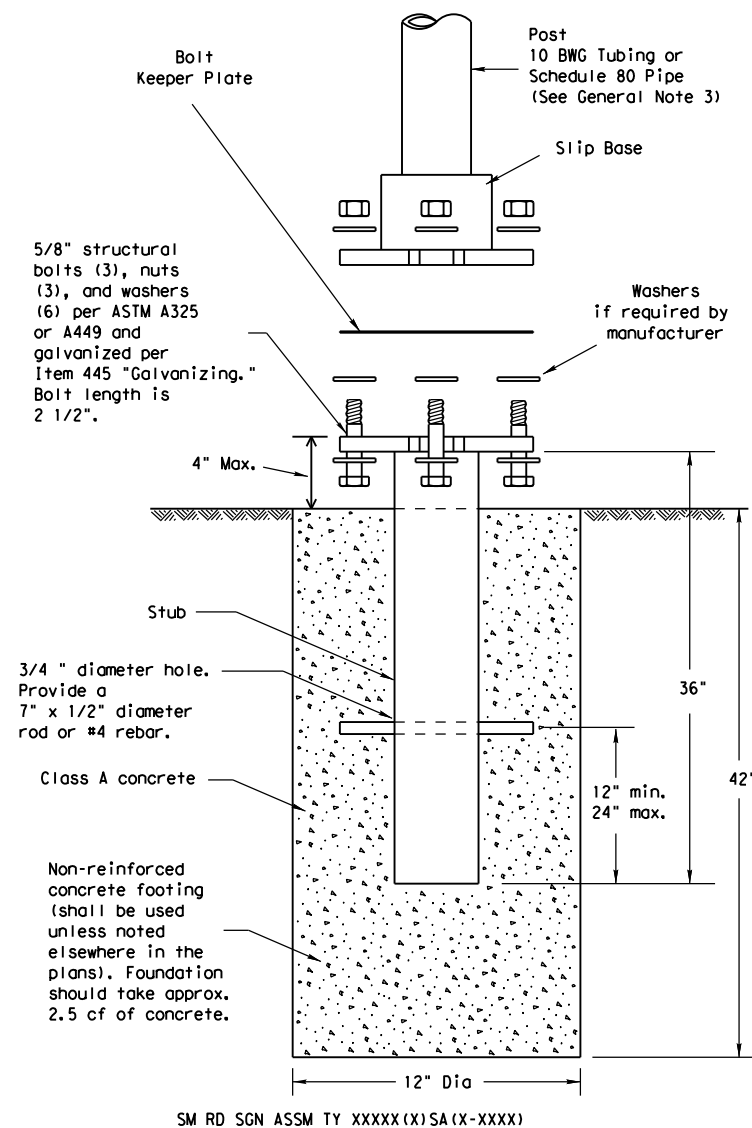 Bolt
Keeper Plate
Post
10 BWG Tubing or
Schedule 80 Pipe
(See General Note 3)
Slip Base
5/8" structural
bolts (3), nuts
(3), and washers
(6) per ASTM A325
or A449 and
galvanized per
Item 445 "Galvanizing."
Bolt length is
2 1/2".
Washers
if required by
manufacturer
4" Max.
Stub
3/4 " diameter hole.
Provide a
7" x 1/2" diameter
rod or #4 rebar.
36"
Class A concrete
12" min.
24" max.
42"
Non-reinforced
concrete footing
(shall be used
unless noted
elsewhere in the
plans). Foundation
should take approx.
2.5 cf of concrete.
12" Dia
SM RD SGN ASSM TY XXXXX(X)SA(X-XXXX)